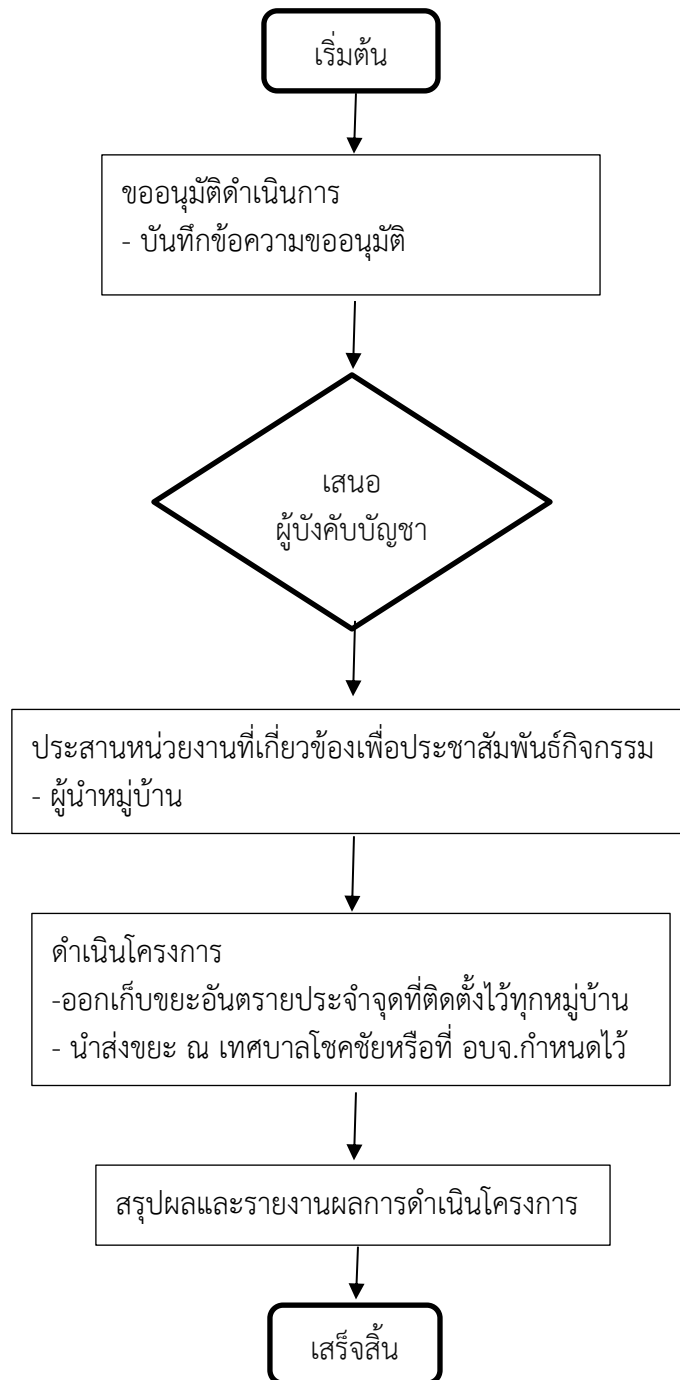 เริ่มต้น
ขออนุมัติดำเนินการ
- บันทึกข้อความขออนุมัติ
เสนอ
ผู้บังคับบัญชา
ประสานหน่วยงานที่เกี่ยวข้องเพื่อประชาสัมพันธ์กิจกรรม
- ผู้นำหมู่บ้าน
ดำเนินโครงการ
-ออกเก็บขยะอันตรายประจำจุดที่ติดตั้งไว้ทุกหมู่บ้าน
- นำส่งขยะ ณ เทศบาลโชคชัยหรือที่ อบจ.กำหนดไว้
สรุปผลและรายงานผลการดำเนินโครงการ
เสร็จสิ้น